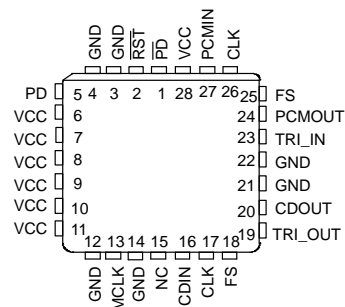 GND
GND
RST
PD
VCC
PCMIN
CLK
4 3 2 1 28 27 26
PD 5
VCC 6
VCC 7
VCC 8
VCC 9
VCC 10
VCC 11
25 FS
24 PCMOUT
23 TRI_IN
22 GND
21 GND
20 CDOUT
19 TRI_OUT
12 13 14 15 16 17 18
GND
MCLK
GND
NC
CDIN
CLK
FS